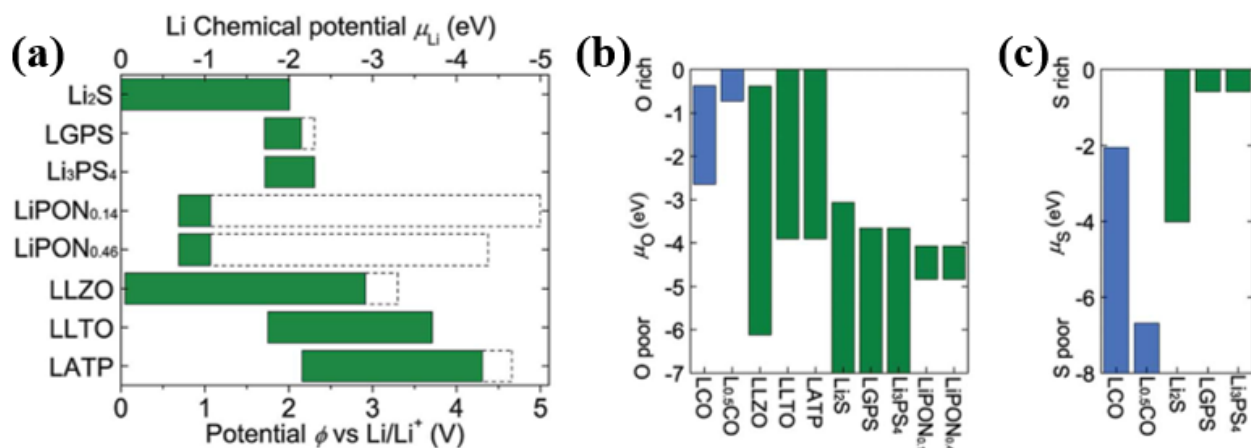 (a)
Li Chemical potential μLi (eV)
0 -1 -2 -3 -4 -5
Li₂S
LGPS
Li₃PS₄
LiPON₀.₁₄
LiPON₀.₄₆
LLZO
LLTO
LATP
0 1 2 3 4 5
Potential ϕ vs Li/Li⁺ (V)
(b)
O rich
μO (eV)
O poor
0
-1
-2
-3
-4
-5
-6
-7
LCO
L₀.₅CO
LLZO
LLTO
LATP
Li₂S
LGPS
Li₃PS₄
LiPON₀.
LiPON₀.
(c)
S rich
μS (eV)
S poor
0
-2
-4
-6
-8
LCO
L₀.₅CO
Li₂S
LGPS
Li₃PS₄